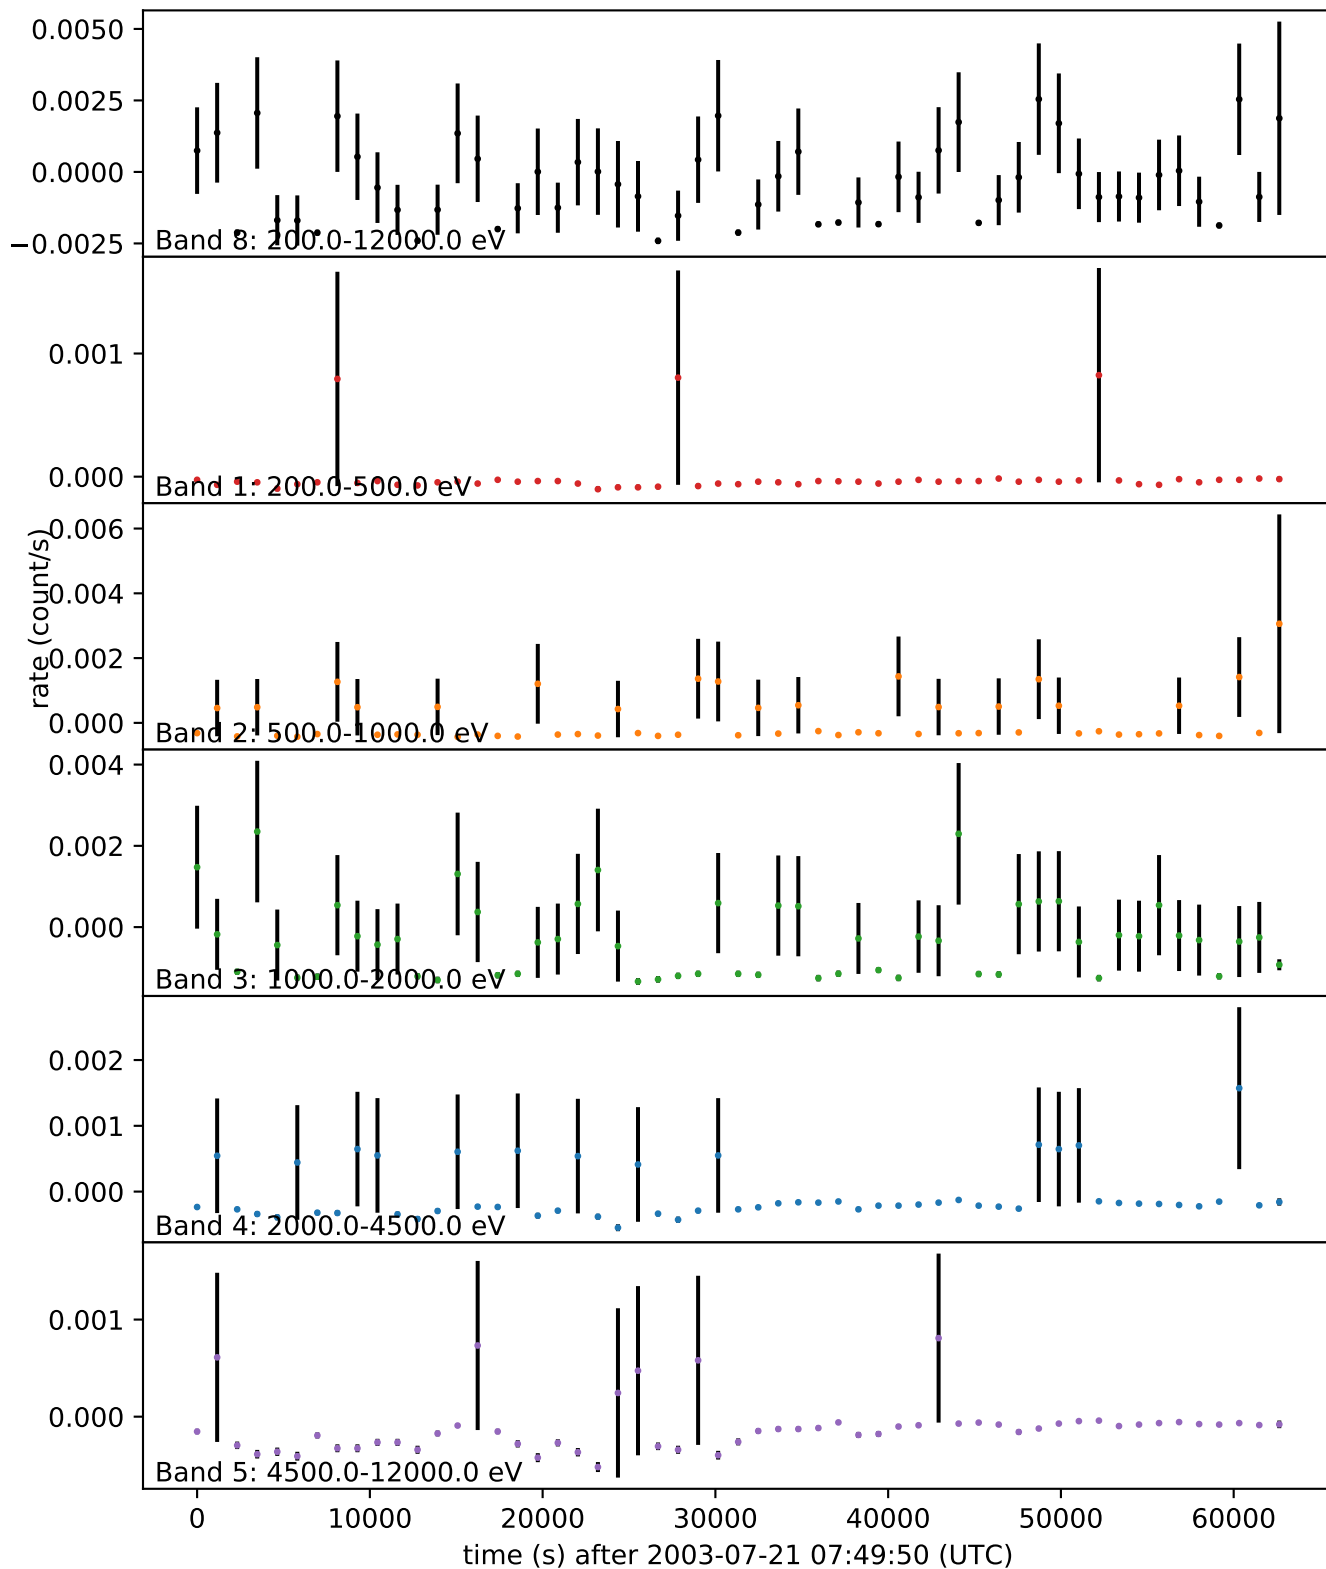 0.0050
0.0025
0.0000
−0.0025
Band 8: 200.0-12000.0 eV
0.001
0.000
Band 1: 200.0-500.0 eV
rate (count/s)
0.006
0.004
0.002
0.000
Band 2: 500.0-1000.0 eV
0.004
0.002
0.000
Band 3: 1000.0-2000.0 eV
0.002
0.001
0.000
Band 4: 2000.0-4500.0 eV
0.001
0.000
Band 5: 4500.0-12000.0 eV
0 10000 20000 30000 40000 50000 60000
time (s) after 2003-07-21 07:49:50 (UTC)